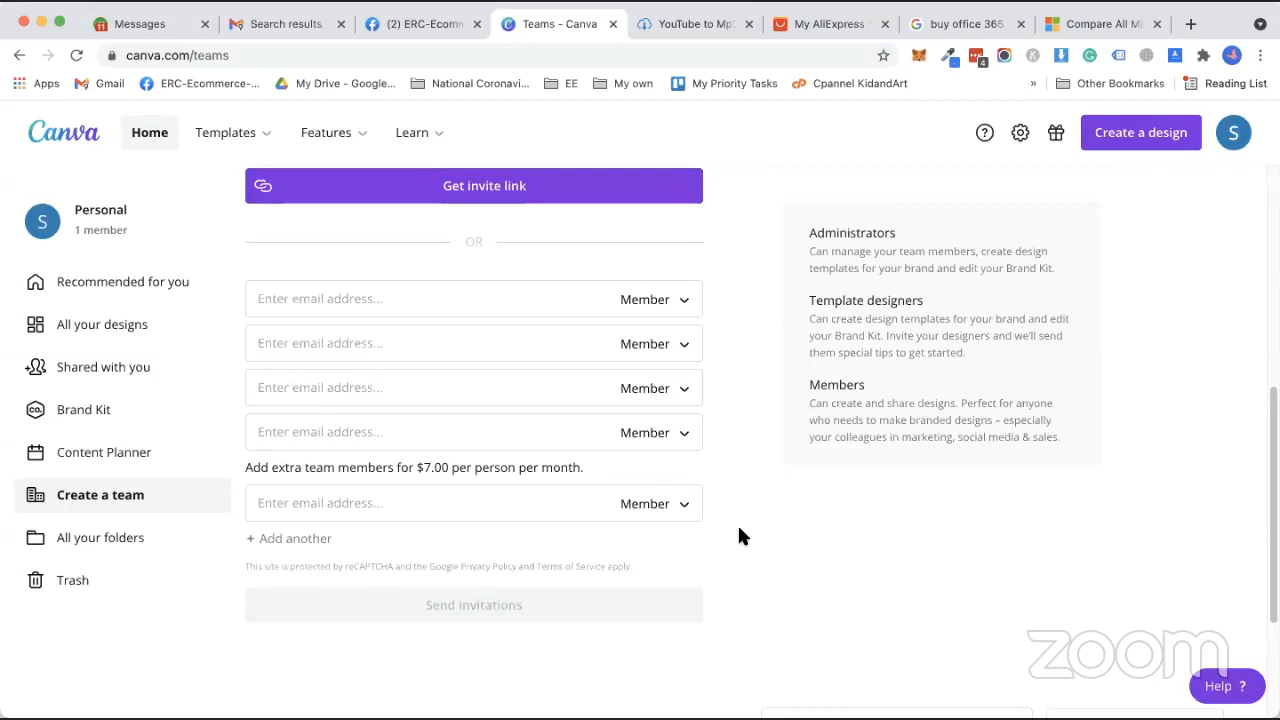 Messages
Search results
(2) ERC-Ecomm
Teams - Canva
YouTube to Mp3
My AliExpress :
buy office 365
Compare All Mi
canva.com/teams
4
Apps
Gmail
ERC-Ecommerce-...
My Drive - Google...
National Coronavi...
EE
My own
My Priority Tasks
Cpannel KidandArt
»
Other Bookmarks
Reading List
Canva
Home
Templates
Features
Learn
?
Create a design
S
S
Personal
1 member
Recommended for you
All your designs
Shared with you
CO.
Brand Kit
Content Planner
Create a team
All your folders
Trash
Get invite link
OR
Enter email address...
Member
Enter email address...
Member
Enter email address...
Member
Enter email address...
Member
Add extra team members for $7.00 per person per month.
Enter email address...
Member
+ Add another
This site is protected by reCAPTCHA and the Google Privacy Policy and Terms of Service apply.
Send invitations
Administrators
Can manage your team members, create design
templates for your brand and edit your Brand Kit.
Template designers
Can create design templates for your brand and edit
your Brand Kit. Invite your designers and we'll send
them special tips to get started.
Members
Can create and share designs. Perfect for anyone
who needs to make branded designs – especially
your colleagues in marketing, social media & sales.
zoom
Help ?